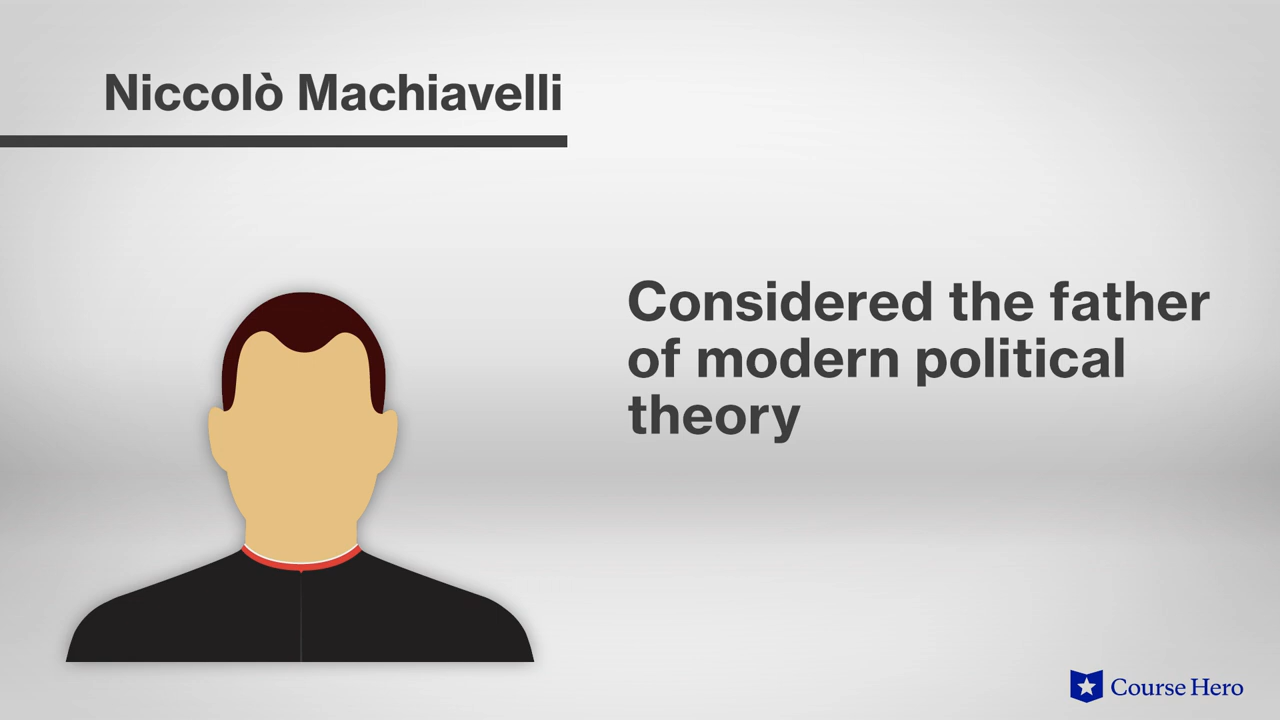 Niccolò Machiavelli
Considered the father
of modern political
theory
Course Hero